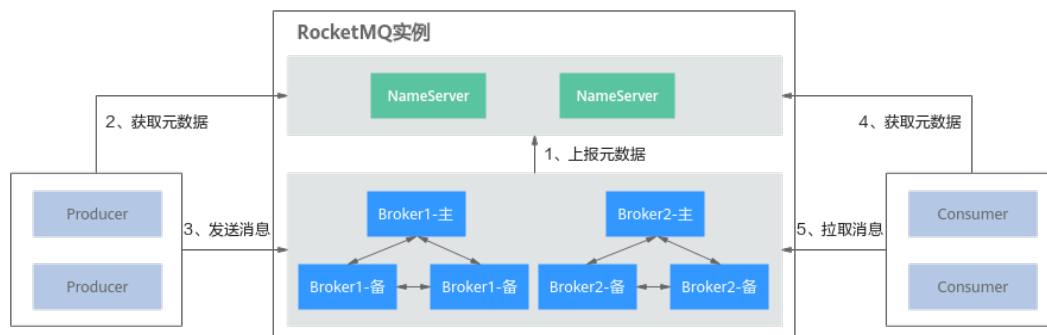 RocketMQ实例
NameServer
NameServer
2、获取元数据
4、获取元数据
1、上报元数据
Producer
Broker1-主
Broker2-主
Consumer
3、发送消息
5、拉取消息
Producer
Broker1-备
Broker1-备
Broker2-备
Broker2-备
Consumer